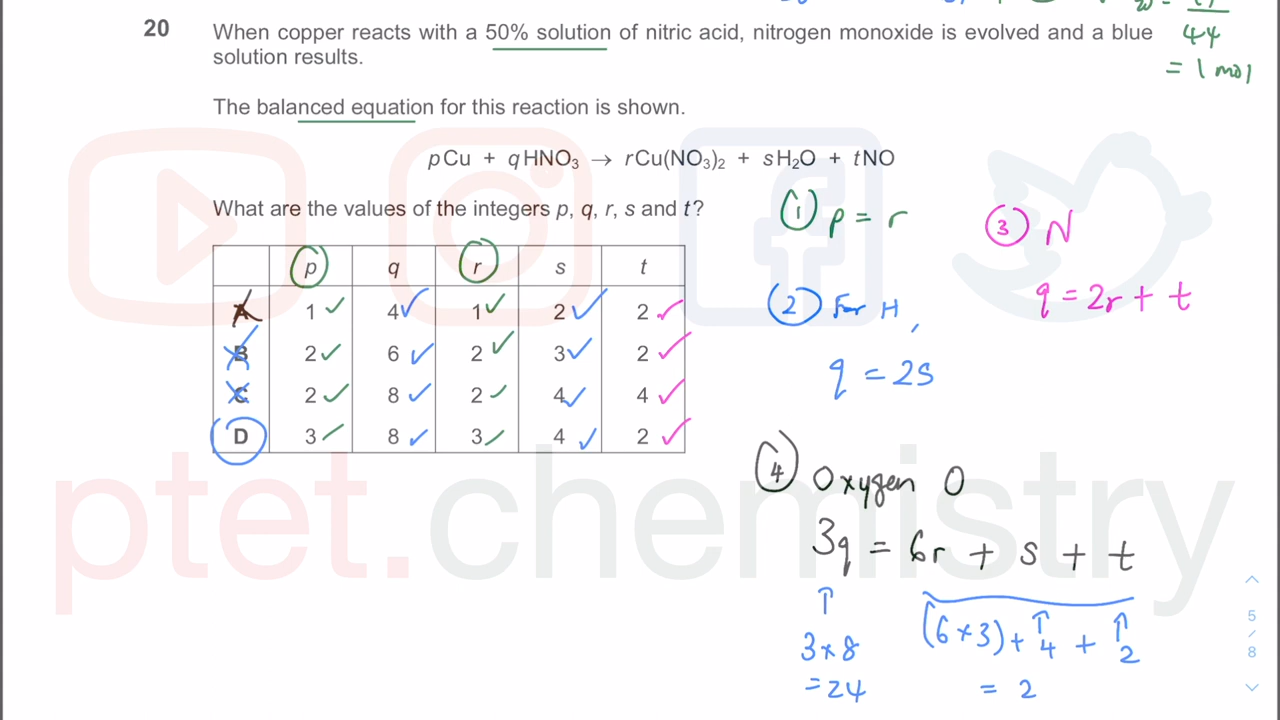 44
= 1 mol
20 When copper reacts with a 50% solution of nitric acid, nitrogen monoxide is evolved and a blue
solution results.
The balanced equation for this reaction is shown.
pCu + qHNO₃ → rCu(NO₃)₂ + sH₂O + tNO
What are the values of the integers p, q, r, s and t?
p q r s t
A 1 4 1 2 2
B 2 6 2 3 2
C 2 8 2 4 4
D 3 8 3 4 2
① p = r
② For H,
q = 2s
③ N
q = 2r + t
④ Oxygen O
3q = 6r + s + t
↑ ↑ ↑
3 × 8
= 24
(6×3) + 4 + 2
= 2
ptet.chemistry
5
/
8